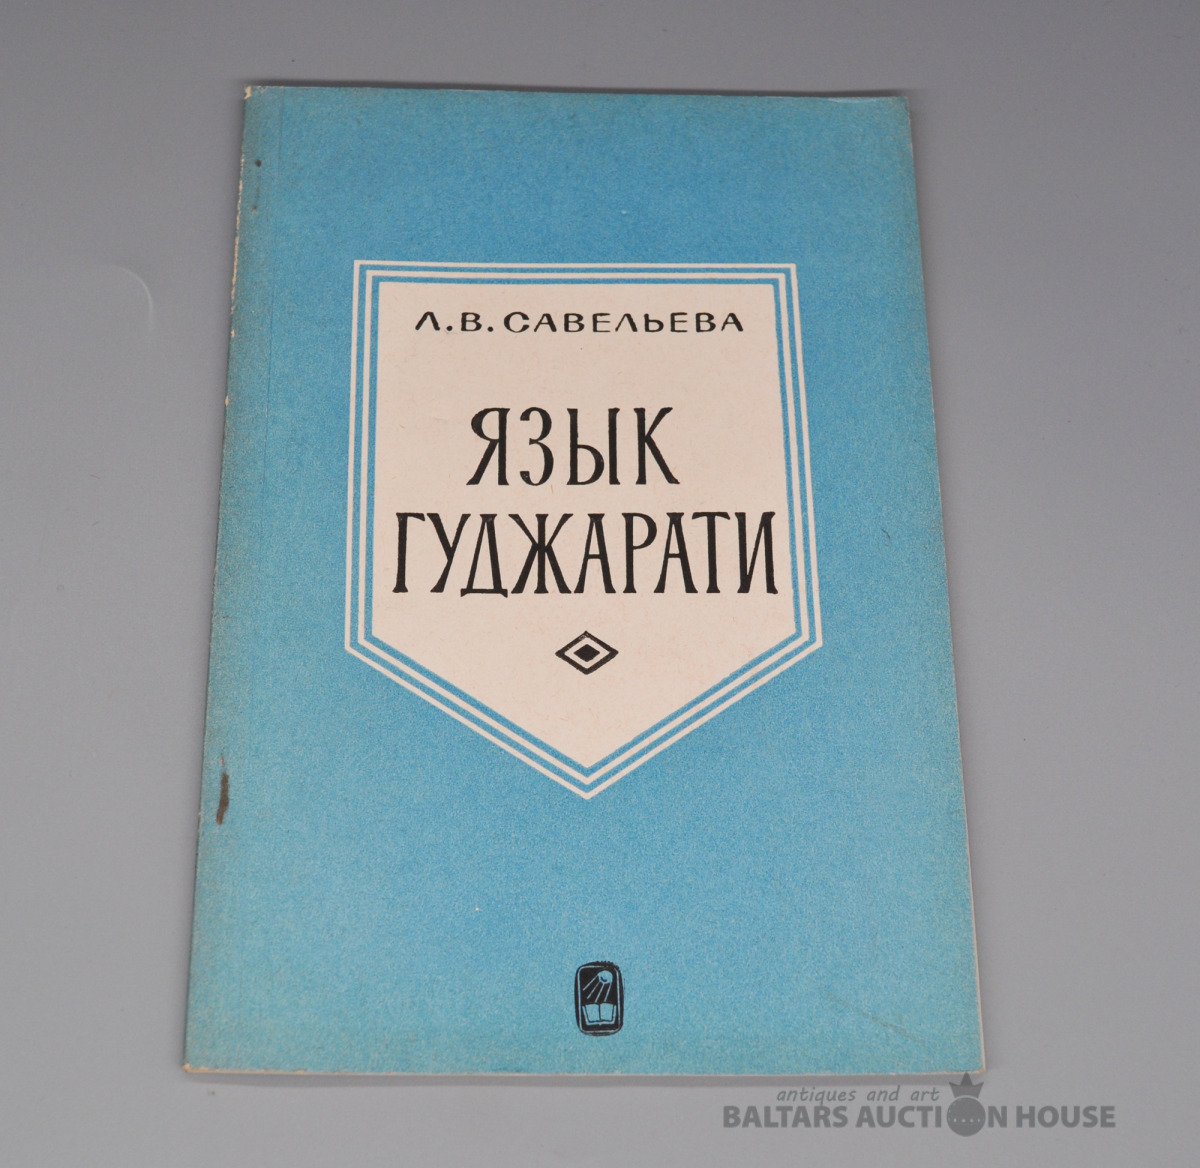 Л.В.САВЕЛЬЕВА
ЯЗЫК
ГУДЖАРАТИ
antiques and art
BALTARS AUCTION HOUSE